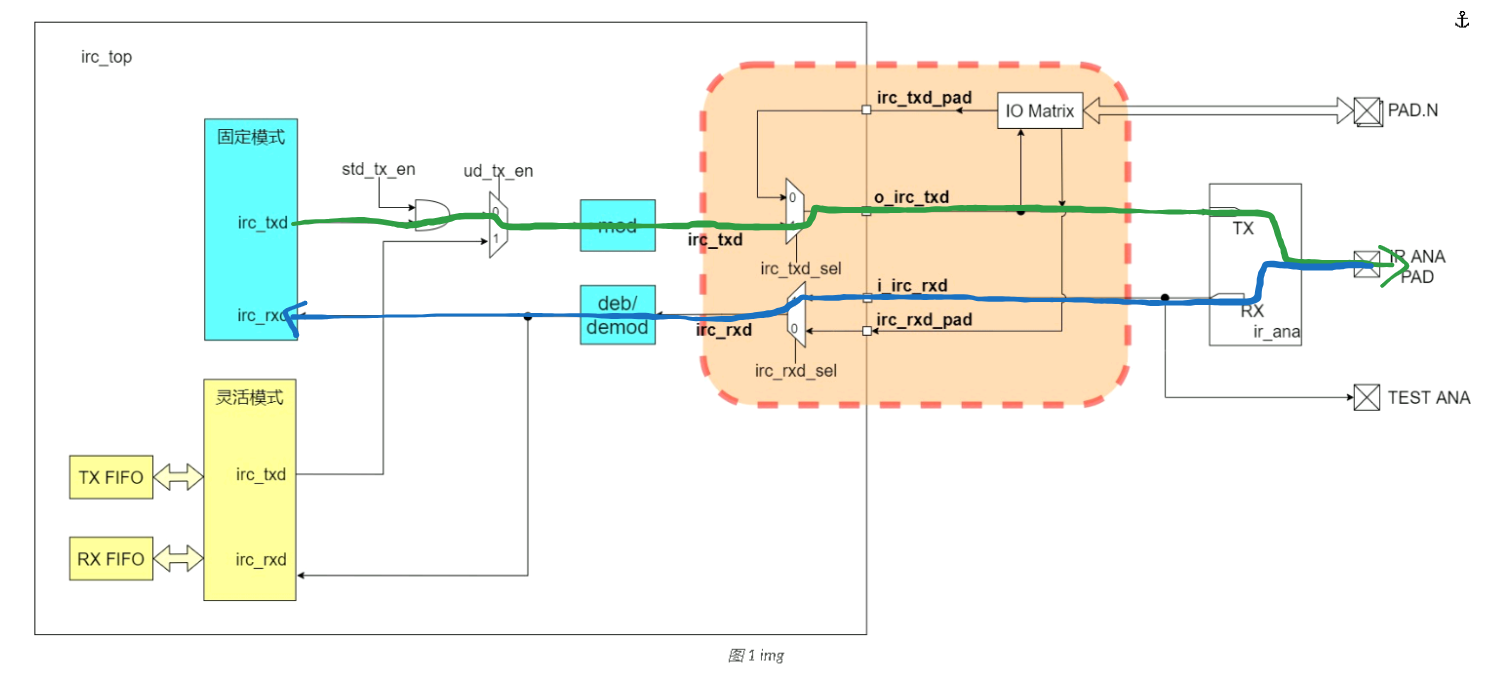 irc_top
固定模式
irc_txd
irc_rxd
std_tx_en
ud_tx_en
0
1
mod
irc_txd
deb/
demod
irc_rxd
irc_txd_pad
IO Matrix
PAD.N
0
1
o_irc_txd
irc_txd_sel
i_irc_rxd
1
0
irc_rxd_pad
irc_rxd_sel
TX
RX
ir_ana
IR ANA
PAD
TEST ANA
灵活模式
TX FIFO
irc_txd
RX FIFO
irc_rxd
图 1 img